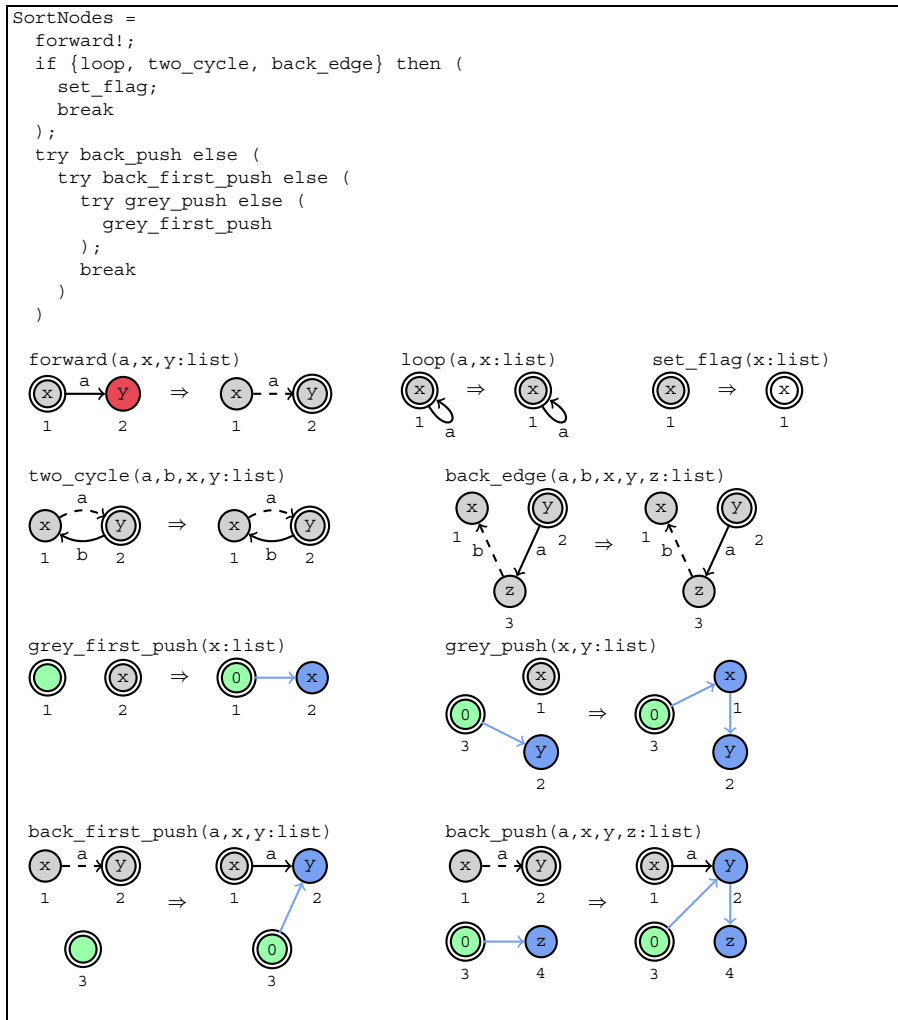 SortNodes =
forward!;
if {loop, two_cycle, back_edge} then (
set_flag;
break
);
try back_push else (
try back_first_push else (
try grey_push else (
grey_first_push
);
break
)
)
forward(a,x,y:list) loop(a,x:list) set_flag(x:list)
x a y ⇒ x a y x ⇒ x x ⇒ x
1 2 1 2 1 a 1 a 1 1
two_cycle(a,b,x,y:list) back_edge(a,b,x,y,z:list)
a a x y x y
x y ⇒ x y 1 b a 2 ⇒ 1 b a 2
1 b 2 1 b 2 z z
3 3
grey_first_push(x:list) grey_push(x,y:list)
x ⇒ 0 x x x
1 2 1 2 0 1 ⇒ 0 1
3 y 3 y
2 2
back_first_push(a,x,y:list) back_push(a,x,y,z:list)
x a y x a y x a y x a y
1 2 ⇒ 1 2 1 2 ⇒ 1 2
0 0 z 0 z
3 3 3 4 3 4